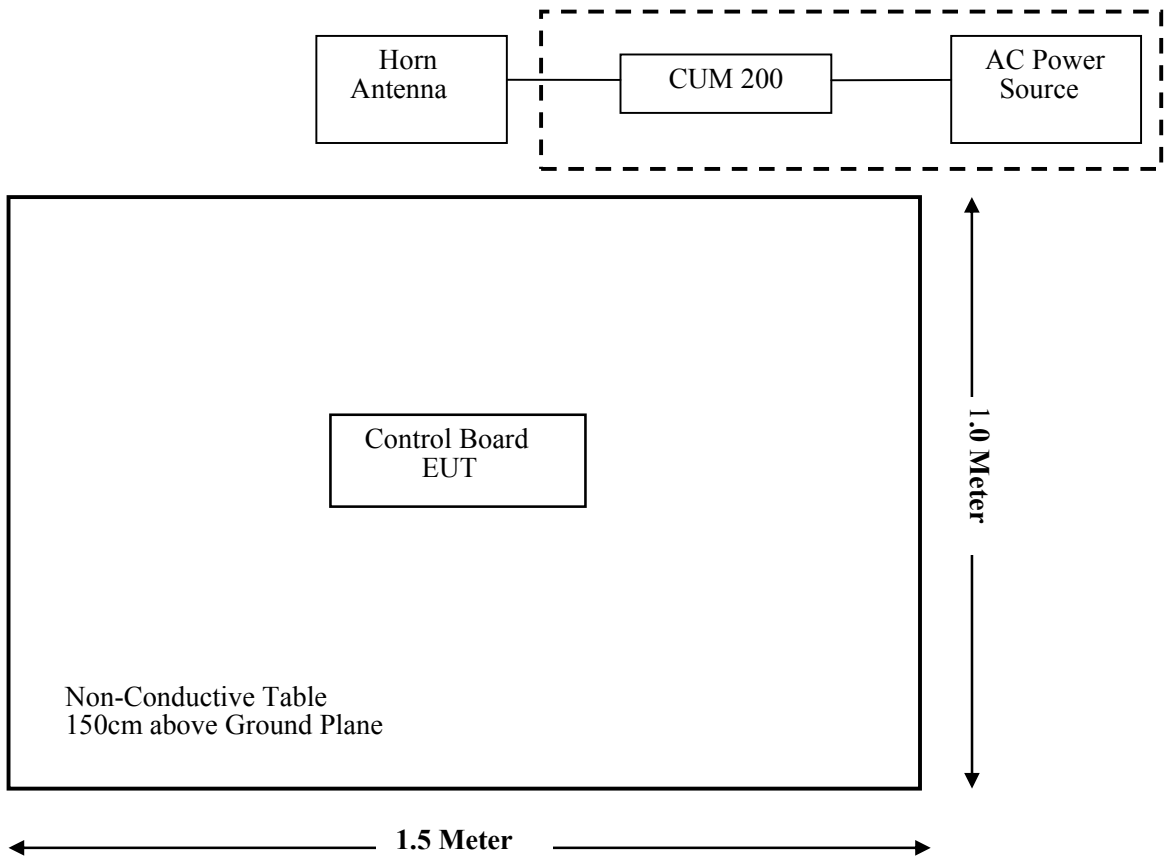 Horn
Antenna
CUM 200
AC Power
Source
Control Board
EUT
1.0 Meter
Non-Conductive Table
150cm above Ground Plane
1.5 Meter